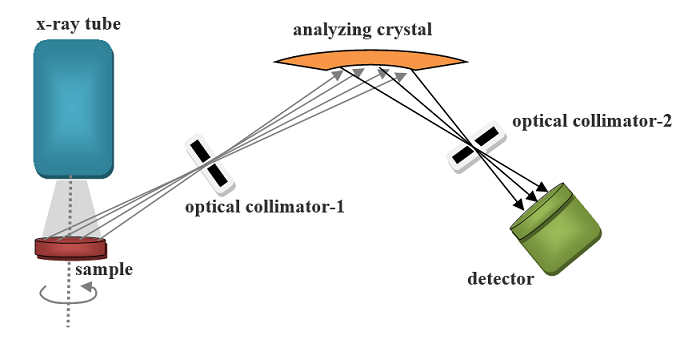 x-ray tube
analyzing crystal
optical collimator-2
optical collimator-1
sample
detector